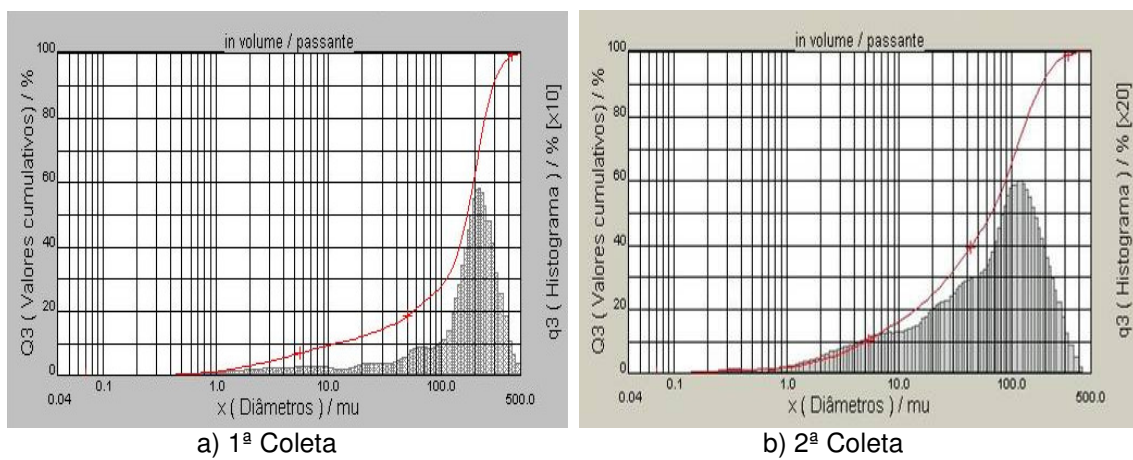 in volume / passante
Q3 ( Valores cumulativos) / %
100
80
60
40
20
0
q3 ( Histograma ) / % [x10]
0.04
0.1
1.0
10.0
100.0
500.0
x ( Diâmetros ) / mu
a) 1ª Coleta
in volume / passante
Q3 ( Valores cumulativos) / %
100
80
60
40
20
0
q3 ( Histograma ) / % [x20]
0.04
0.1
1.0
10.0
100.0
500.0
x ( Diâmetros ) / mu
b) 2ª Coleta